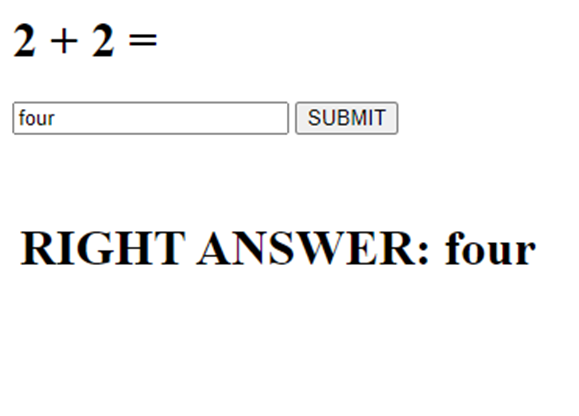 2 + 2 =
four SUBMIT
RIGHT ANSWER: four